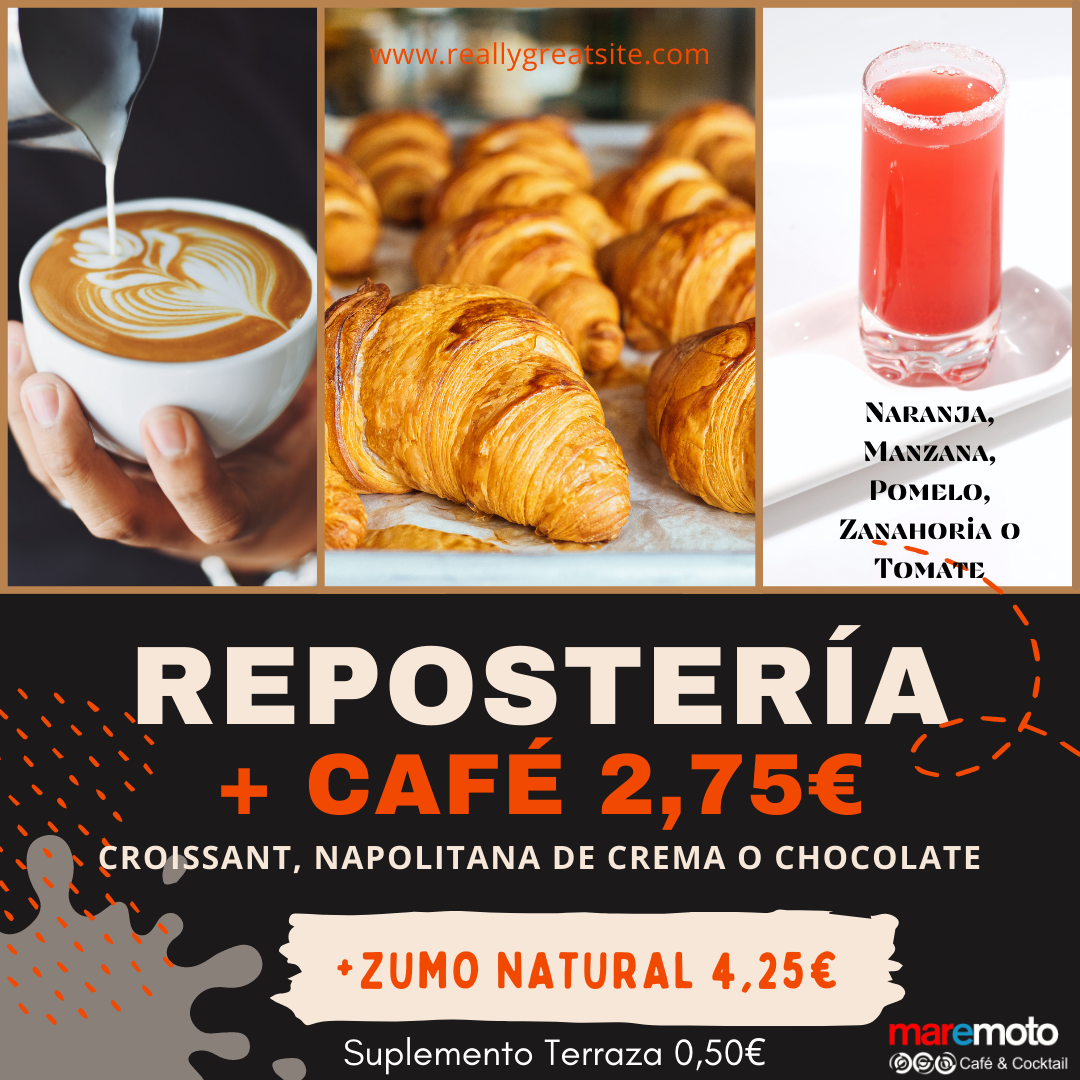 www.reallygreatsite.com
Naranja,
Manzana,
Pomelo,
Zanahoria o
Tomate
REPOSTERÍA
+ CAFÉ 2,75€
CROISSANT, NAPOLITANA DE CREMA O CHOCOLATE
+ZUMO NATURAL 4,25€
Suplemento Terraza 0,50€
maremoto
Café & Cocktail